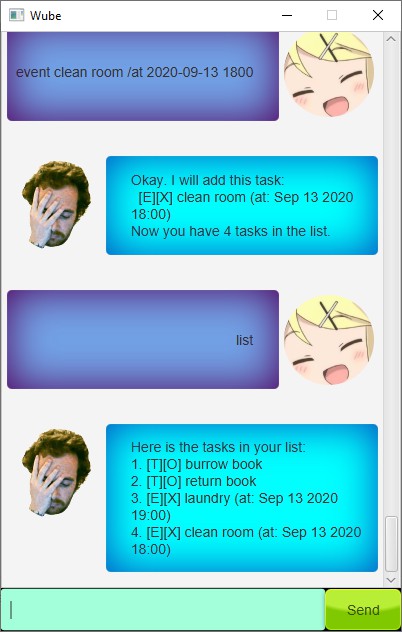 Wube
event clean room /at 2020-09-13 1800
Okay. I will add this task:
[E][X] clean room (at: Sep 13 2020
18:00)
Now you have 4 tasks in the list.
list
Here is the tasks in your list:
1. [T][O] burrow book
2. [T][O] return book
3. [E][X] laundry (at: Sep 13 2020
19:00)
4. [E][X] clean room (at: Sep 13 2020
18:00)
Send